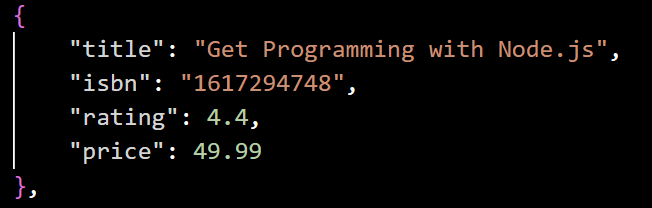 {
"title": "Get Programming with Node.js",
"isbn": "1617294748",
"rating": 4.4,
"price": 49.99
},